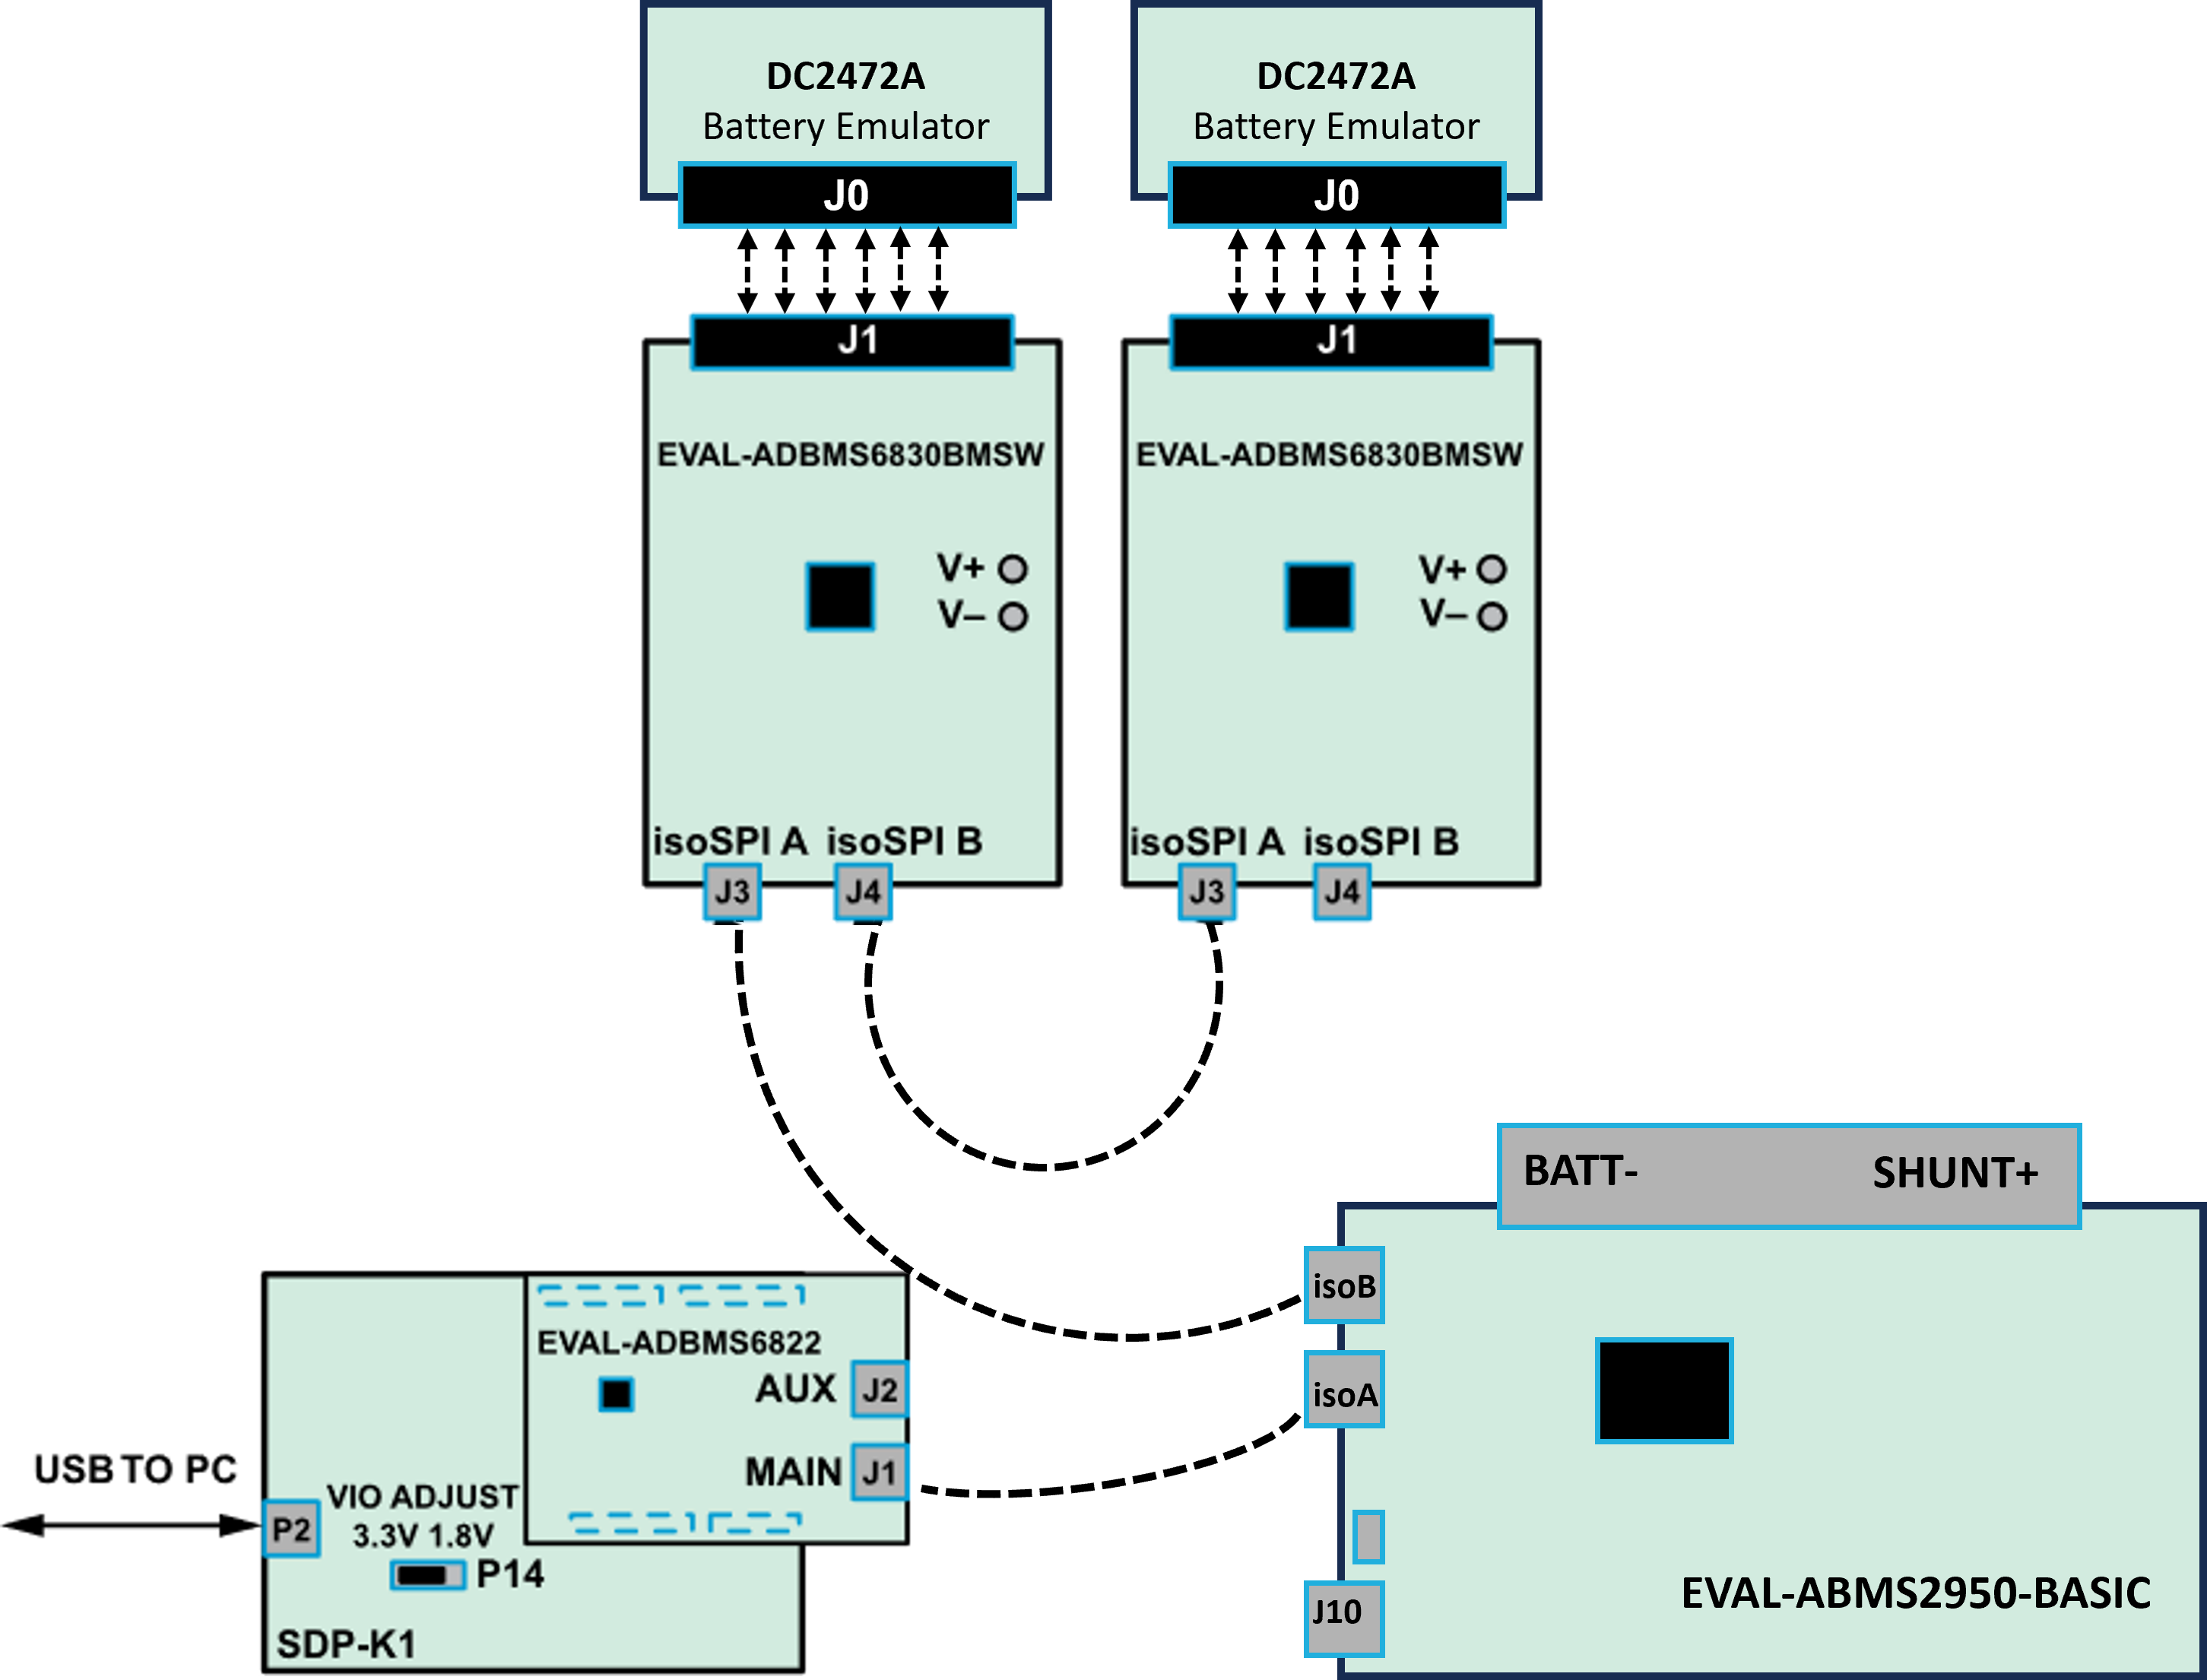 DC2472A
Battery Emulator
J0
DC2472A
Battery Emulator
J0
J1
EVAL-ADBMS6830BMSW
V+
V–
isoSPI A isoSPI B
J3 J4
J1
EVAL-ADBMS6830BMSW
V+
V–
isoSPI A isoSPI B
J3 J4
BATT- SHUNT+
isoB
isoA
J10
EVAL-ABMS2950-BASIC
EVAL-ADBMS6822
AUX J2
MAIN J1
USB TO PC
P2
VIO ADJUST
3.3V 1.8V
P14
SDP-K1